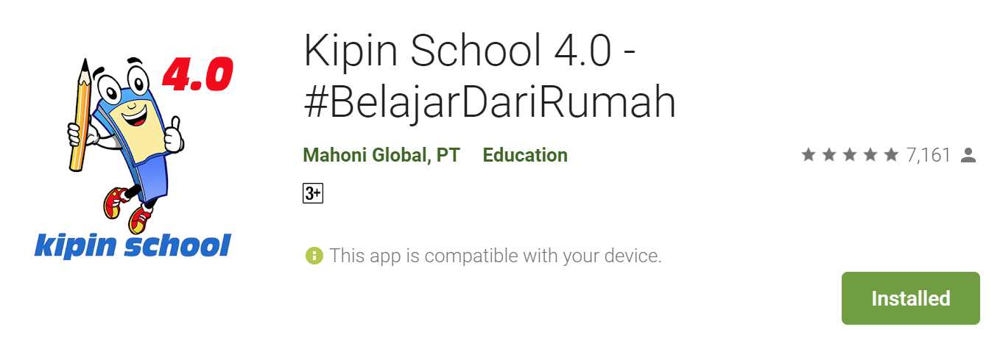 4.0
kipin school
Kipin School 4.0 -
#BelajarDariRumah
Mahoni Global, PT Education
7,161
3+
This app is compatible with your device.
Installed